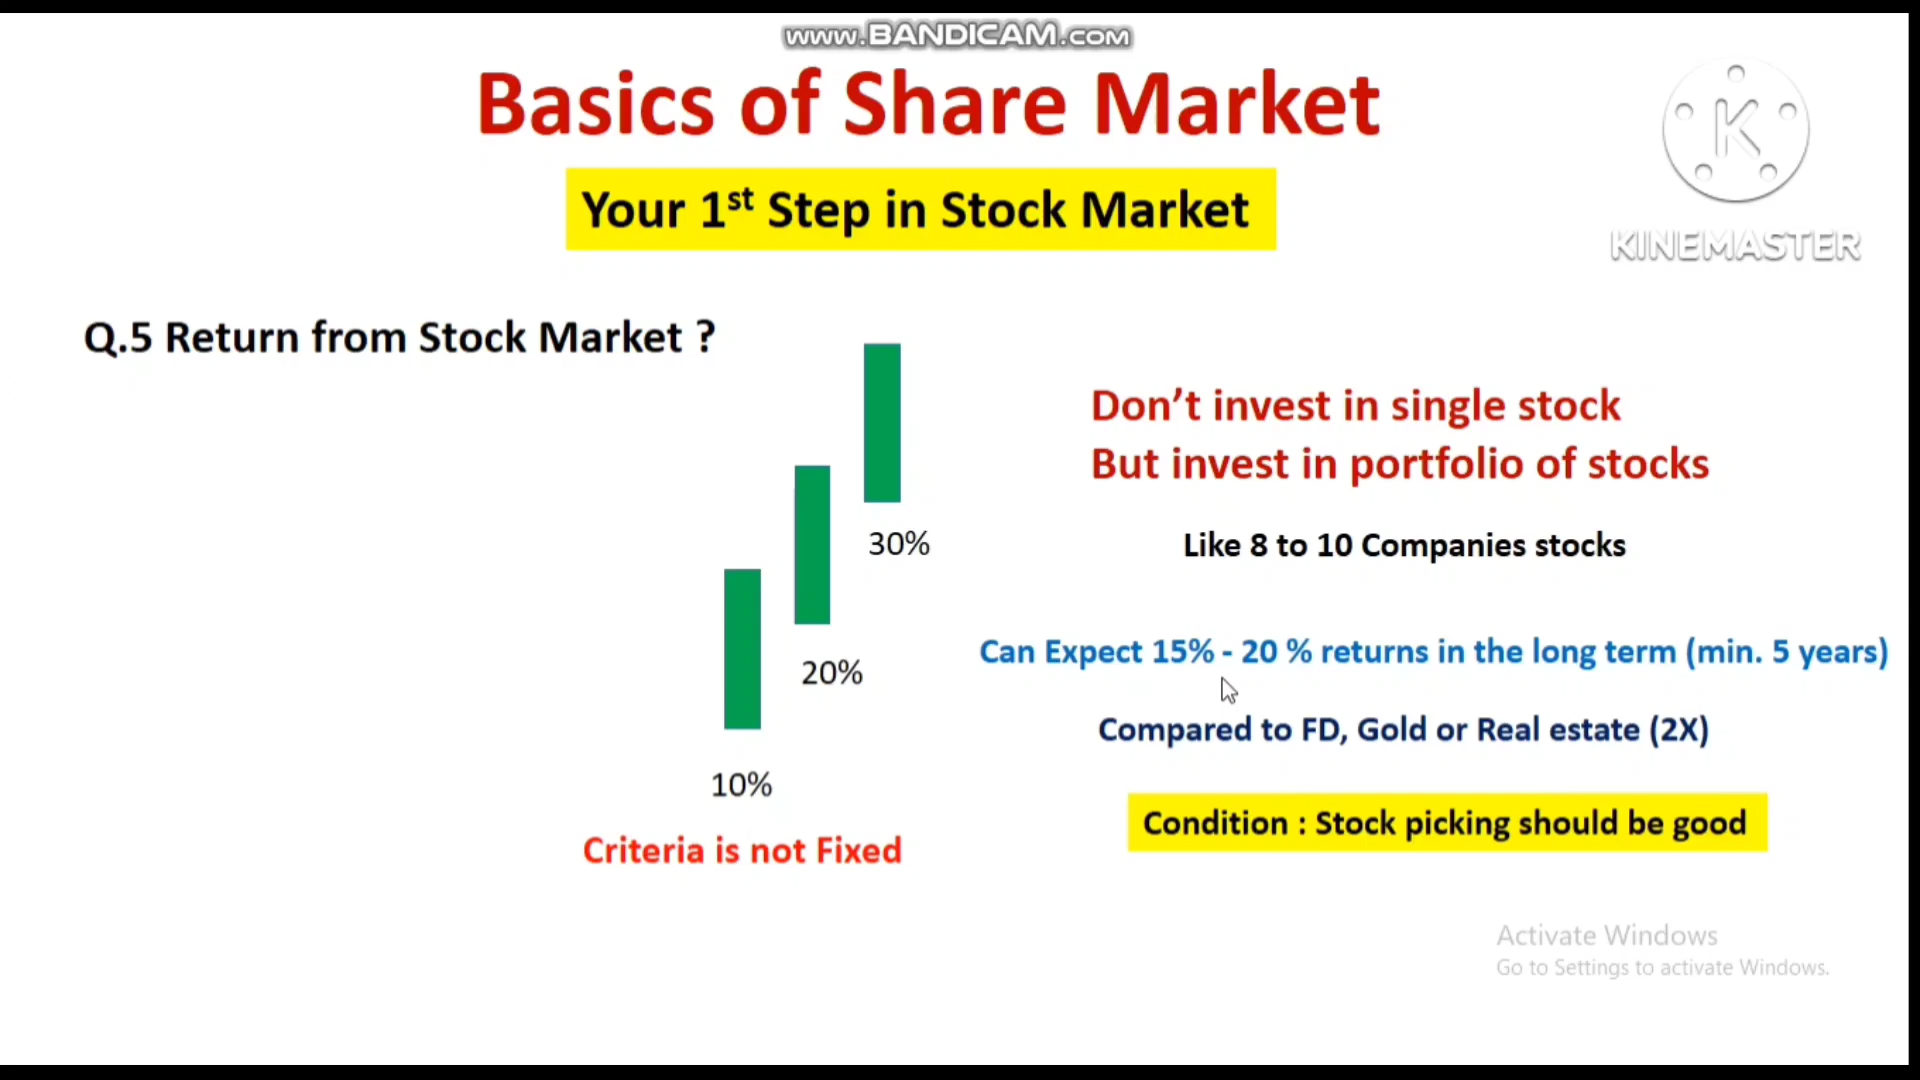 www.BANDICAM.com
Basics of Share Market
Your 1st Step in Stock Market
KINEMASTER
Q.5 Return from Stock Market ?
Don’t invest in single stock
But invest in portfolio of stocks
30%
Like 8 to 10 Companies stocks
20%
Can Expect 15% - 20 % returns in the long term (min. 5 years)
Compared to FD, Gold or Real estate (2X)
10%
Condition : Stock picking should be good
Criteria is not Fixed
Activate Windows
Go to Settings to activate Windows.